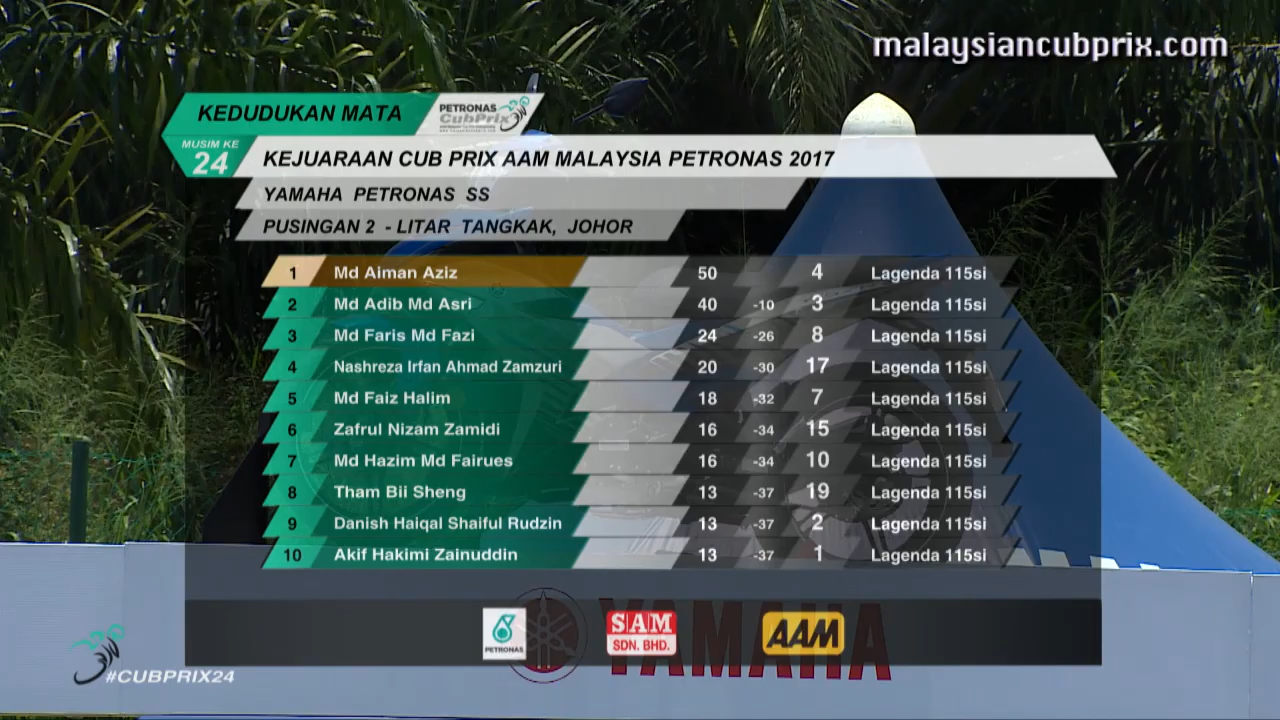 malaysiancubprix.com
KEDUDUKAN MATA
PETRONAS
CubPrix
MUSIM KE
24
KEJUARAAN CUB PRIX AAM MALAYSIA PETRONAS 2017
YAMAHA PETRONAS SS
PUSINGAN 2 - LITAR TANGKAK, JOHOR
1 Md Aiman Aziz 50 4 Lagenda 115si
2 Md Adib Md Asri 40 -10 3 Lagenda 115si
3 Md Faris Md Fazi 24 -26 8 Lagenda 115si
4 Nashreza Irfan Ahmad Zamzuri 20 -30 17 Lagenda 115si
5 Md Faiz Halim 18 -32 7 Lagenda 115si
6 Zafrul Nizam Zamidi 16 -34 15 Lagenda 115si
7 Md Hazim Md Fairues 16 -34 10 Lagenda 115si
8 Tham Bii Sheng 13 -37 19 Lagenda 115si
9 Danish Haiqal Shaiful Rudzin 13 -37 2 Lagenda 115si
10 Akif Hakimi Zainuddin 13 -37 1 Lagenda 115si
PETRONAS
SAM
SDN. BHD.
AAM
YAMAHA
#CUBPRIX24